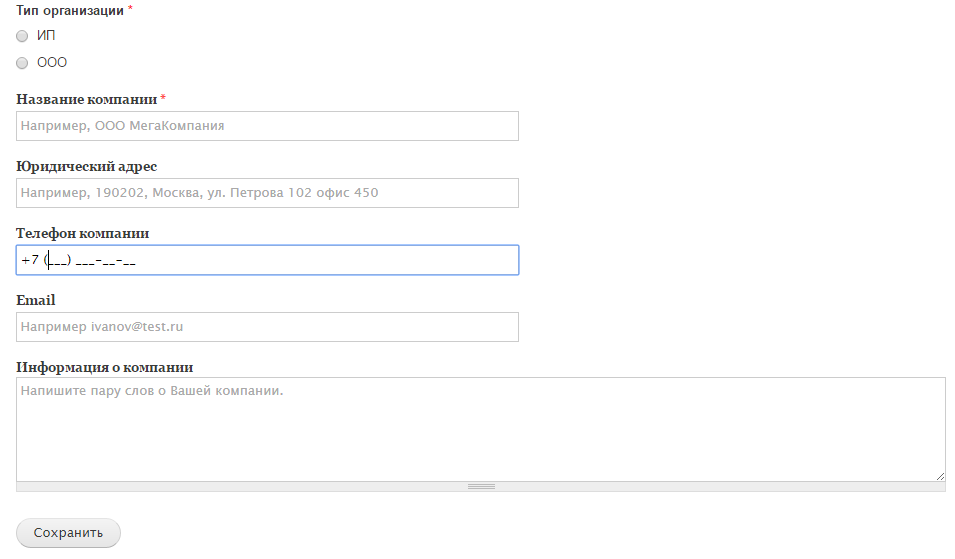 Тип организации *
ИП
ООО
Название компании *
Например, ООО МегаКомпания
Юридический адрес
Например, 190202, Москва, ул. Петрова 102 офис 450
Телефон компании
+7 (___) ___-__-__
Email
Например ivanov@test.ru
Информация о компании
Напишите пару слов о Вашей компании.
Сохранить